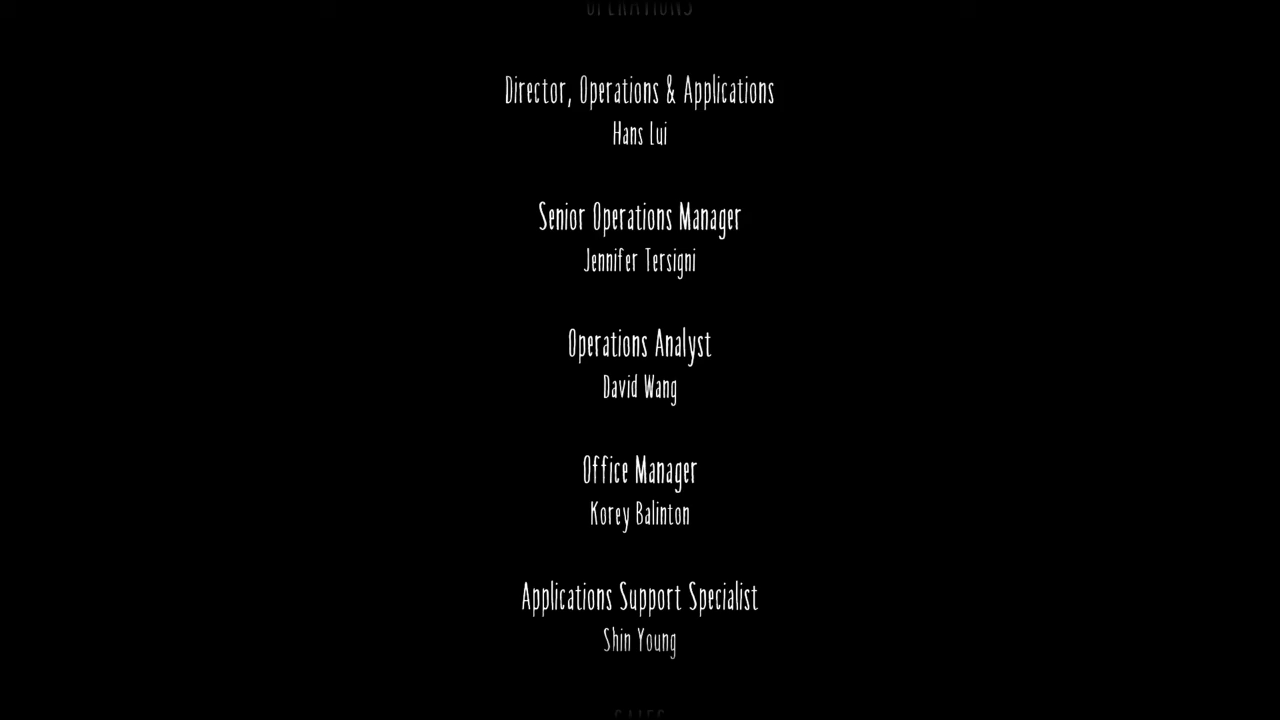 OPERATIONS
Director, Operations & Applications
Hans Lui
Senior Operations Manager
Jennifer Tersigni
Operations Analyst
David Wang
Office Manager
Korey Balinton
Applications Support Specialist
Shin Young